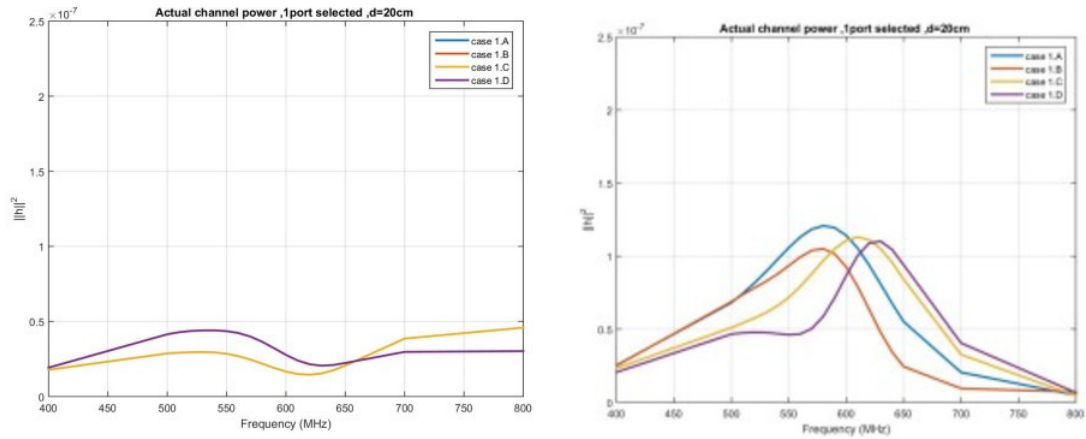 Actual channel power ,1port selected ,d=20cm
×10⁻⁷
2.5
2
1.5
1
0.5
0
||h||²
400 450 500 550 600 650 700 750 800
Frequency (MHz)
case 1.A
case 1.B
case 1.C
case 1.D
Actual channel power ,1port selected ,d=20cm
×10⁻⁷
2.5
2
1.5
1
0.5
0
||h||²
400 450 500 550 600 650 700 750 800
Frequency (MHz)
case 1.A
case 1.B
case 1.C
case 1.D